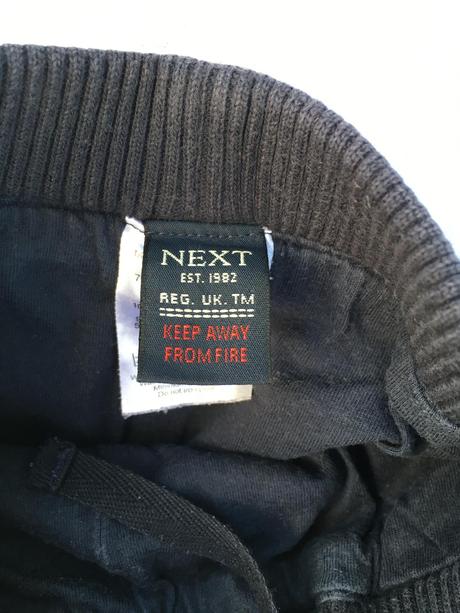 NEXT
EST. 1982
REG. UK. TM
KEEP AWAY
FROM FIRE